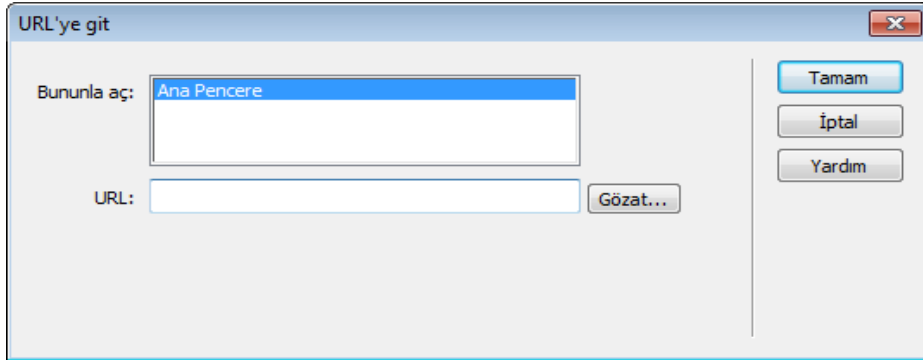 URL'ye git
Bununla aç:
Ana Pencere
URL:
Gözat...
Tamam
İptal
Yardım